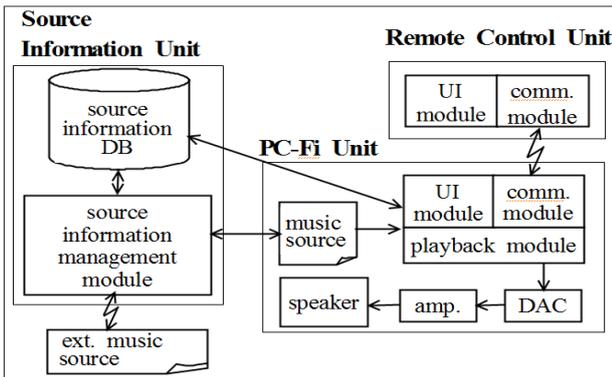 Source
Information Unit
source
information
DB
source
information
management
module
ext. music
source
Remote Control Unit
UI
module
comm.
module
PC-Fi Unit
music
source
UI
module
comm.
module
playback module
speaker
amp.
DAC